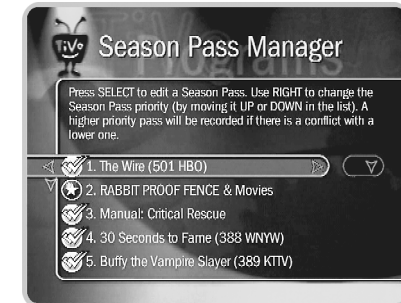 TiVo
Season Pass Manager
Press SELECT to edit a Season Pass. Use RIGHT to change the
Season Pass priority (by moving it UP or DOWN in the list). A
higher priority pass will be recorded if there is a conflict with a
lower one.
1. The Wire (501 HBO)
2. RABBIT PROOF FENCE & Movies
3. Manual: Critical Rescue
4. 30 Seconds to Fame (388 WNYW)
5. Buffy the Vampire Slayer (389 KTTV)